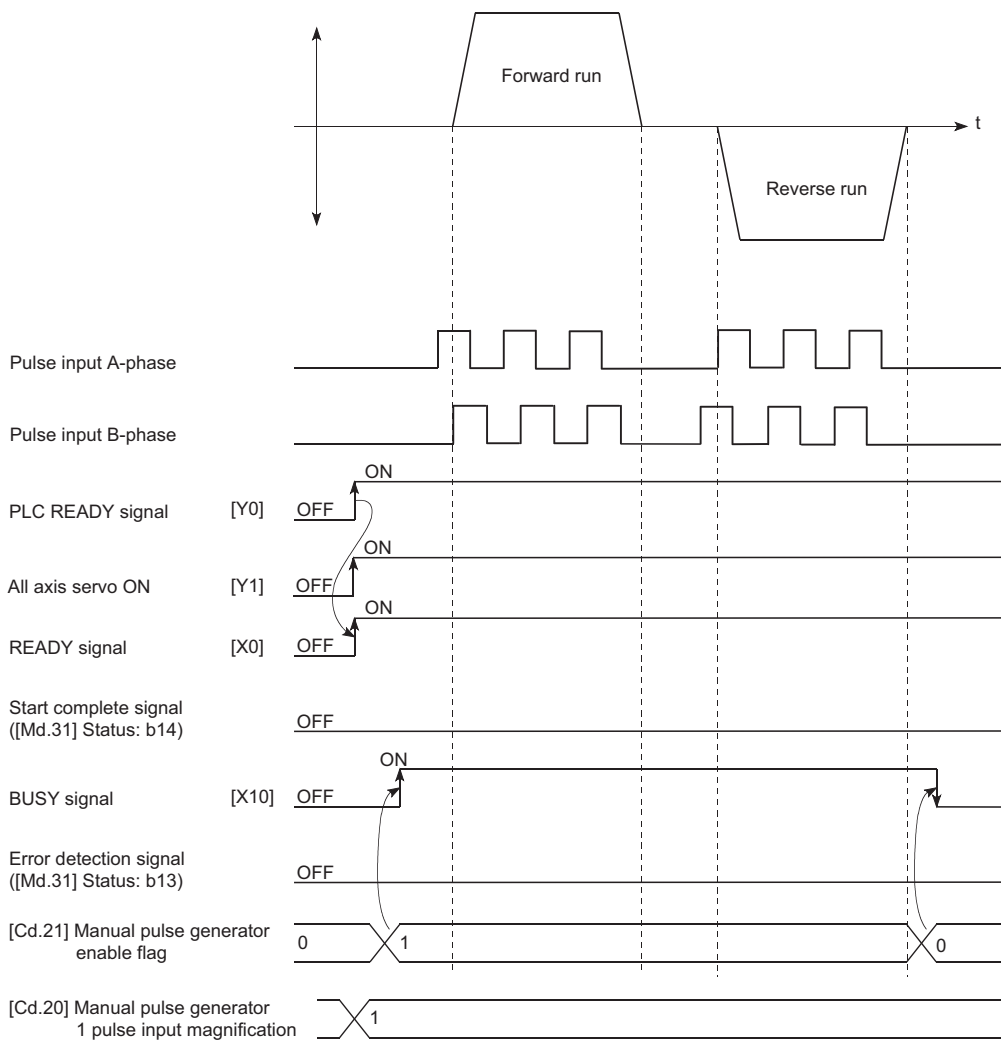 Forward run
t
Reverse run
Pulse input A-phase
Pulse input B-phase
ON
PLC READY signal [Y0] OFF
ON
All axis servo ON [Y1] OFF
ON
READY signal [X0] OFF
Start complete signal
([Md.31] Status: b14) OFF
ON
BUSY signal [X10] OFF
Error detection signal
([Md.31] Status: b13) OFF
[Cd.21] Manual pulse generator
enable flag 0 1 0
[Cd.20] Manual pulse generator
1 pulse input magnification 1